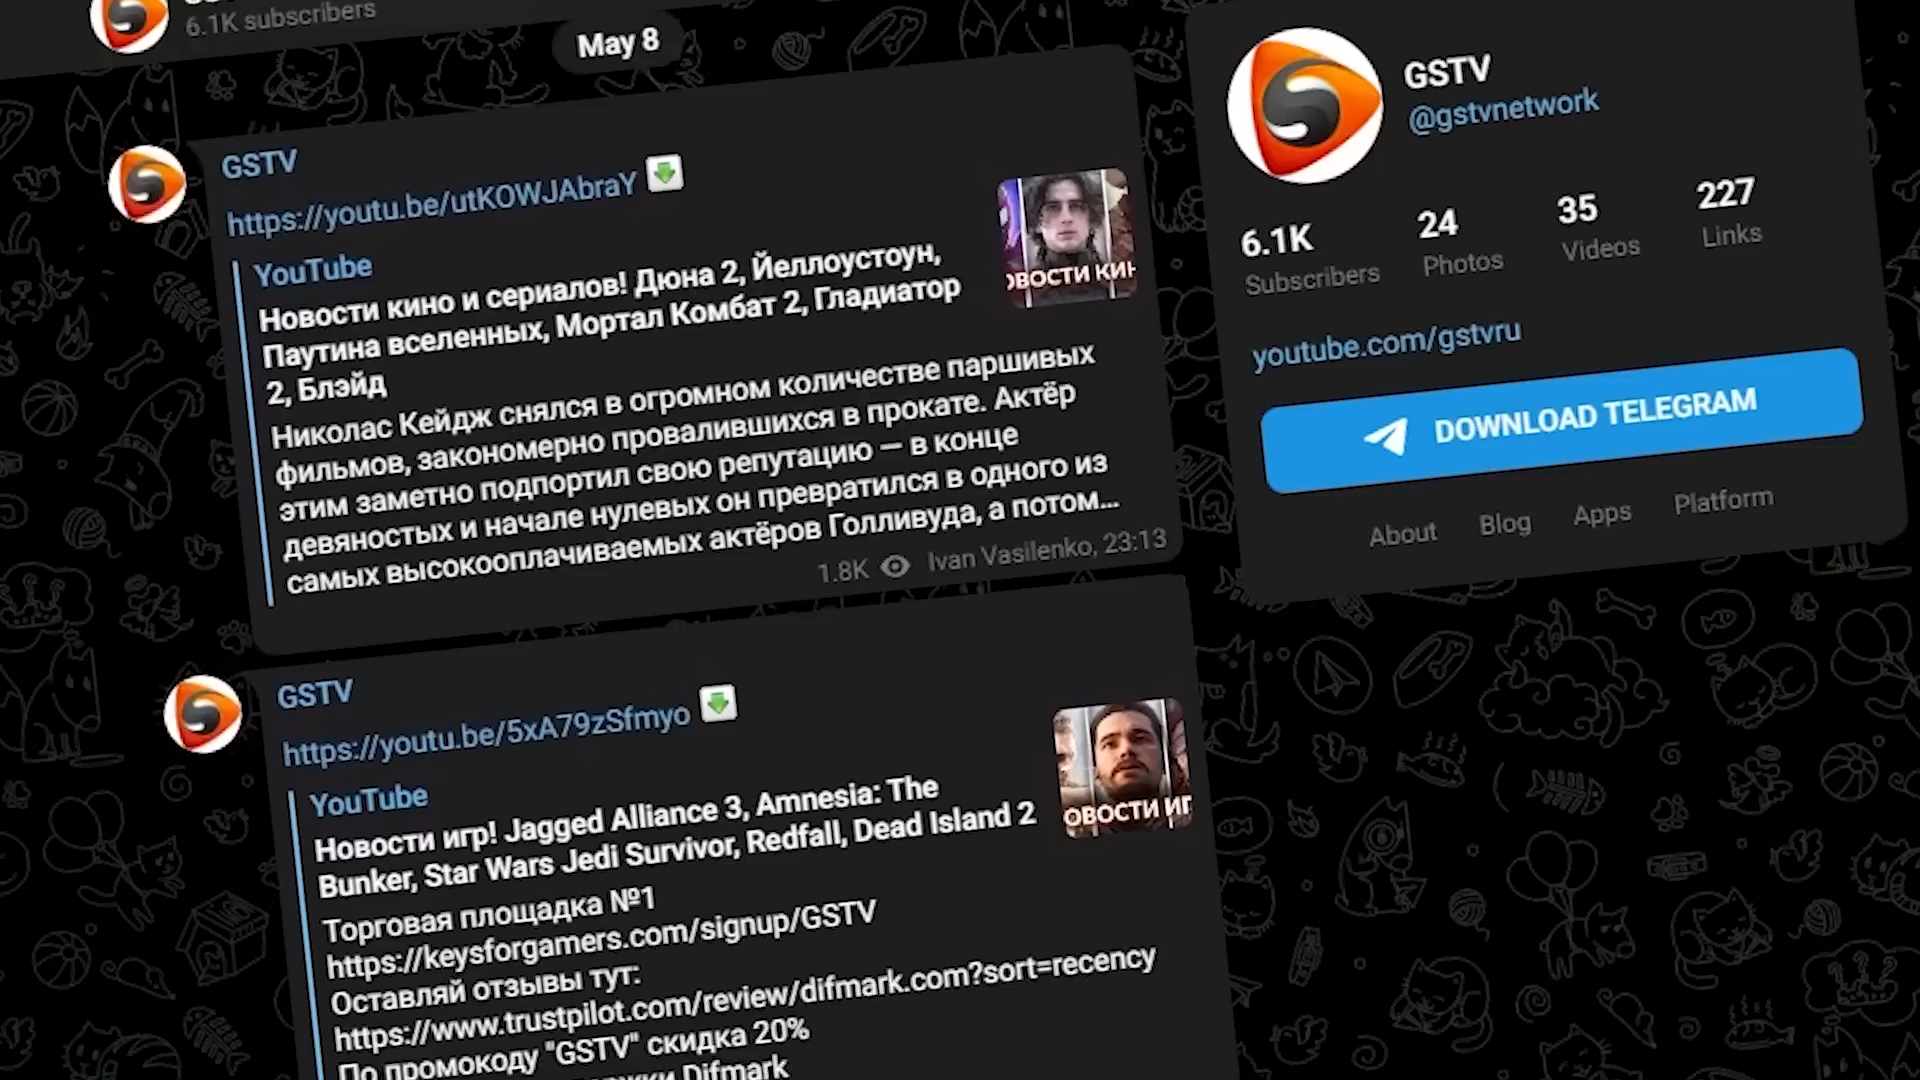 6.1K subscribers
May 8
GSTV
https://youtu.be/utKOWJAbraY
YouTube
Новости кино и сериалов! Дюна 2, Йеллоустоун,
Паутина вселенных, Мортал Комбат 2, Гладиатор
2, Блэйд
Николас Кейдж снялся в огромном количестве паршивых
фильмов, закономерно провалившихся в прокате. Актёр
этим заметно подпортил свою репутацию — в конце
девяностых и начале нулевых он превратился в одного из
самых высокооплачиваемых актёров Голливуда, а потом...
ОВОСТИ КИН
1.8K Ivan Vasilenko, 23:13
GSTV
https://youtu.be/5xA79zSfmyo
YouTube
Новости игр! Jagged Alliance 3, Amnesia: The
Bunker, Star Wars Jedi Survivor, Redfall, Dead Island 2
Торговая площадка №1
https://keysforgamers.com/signup/GSTV
Оставляй отзывы тут:
https://www.trustpilot.com/review/difmark.com?sort=recency
По промокоду "GSTV" скидка 20%
Difmark
ОВОСТИ ИГ
GSTV
@gstvnetwork
6.1K 24 35 227
Subscribers Photos Videos Links
youtube.com/gstvru
DOWNLOAD TELEGRAM
About Blog Apps Platform